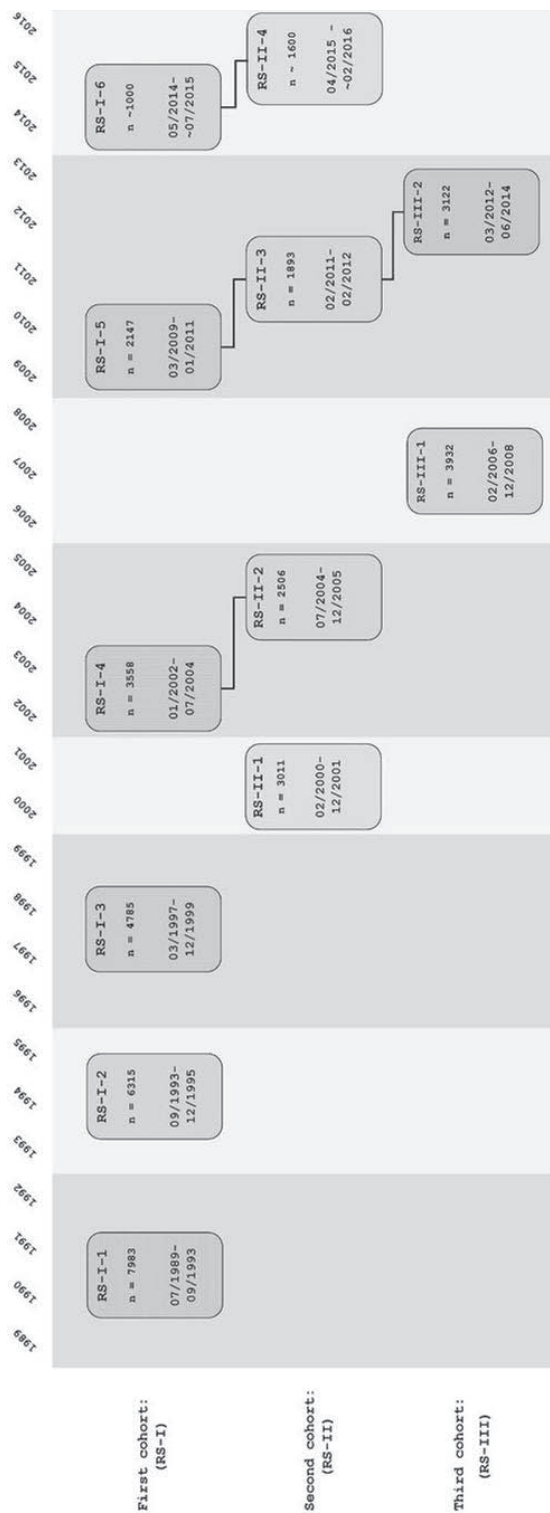 1989 1990 1991 1992 1993 1994 1995 1996 1997 1998 1999 2000 2001 2002 2003 2004 2005 2006 2007 2008 2009 2010 2011 2012 2013 2014 2015 2016
First cohort:
(RS-I)
RS-I-1
n = 7983
07/1989-
09/1993
RS-I-2
n = 6315
09/1993-
12/1995
RS-I-3
n = 4785
03/1997-
12/1999
RS-I-4
n = 3558
01/2002-
07/2004
RS-I-5
n = 2147
03/2009-
01/2011
RS-I-6
n ~1000
05/2014-
~07/2015
Second cohort:
(RS-II)
RS-II-1
n = 3011
02/2000-
12/2001
RS-II-2
n = 2506
07/2004-
12/2005
RS-II-3
n = 1893
02/2011-
02/2012
RS-II-4
n ~ 1600
04/2015 -
~02/2016
Third cohort:
(RS-III)
RS-III-1
n = 3932
02/2006-
12/2008
RS-III-2
n = 3122
03/2012-
06/2014